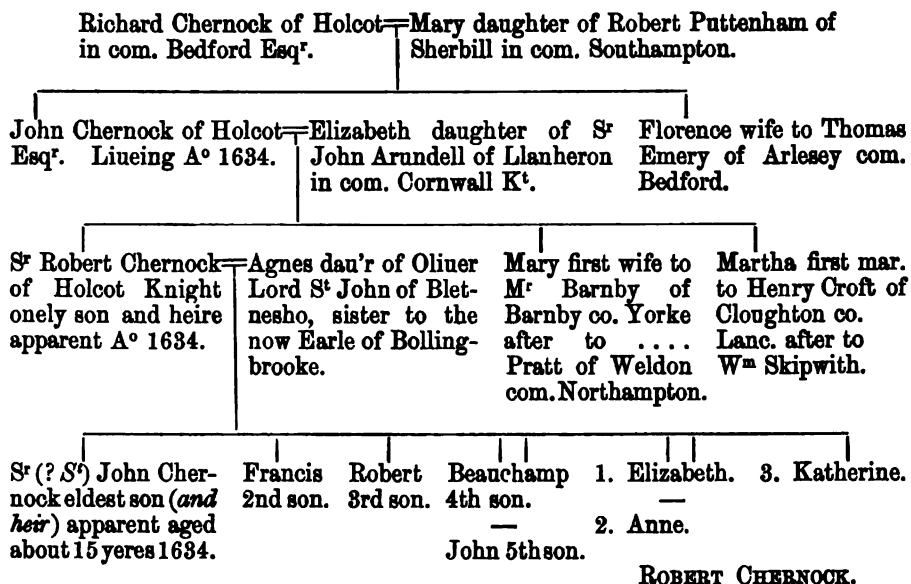 Richard Chernock of Holcot═Mary daughter of Robert Puttenham of
in com. Bedford Esqʳ. Sherbill in com. Southampton.
John Chernock of Holcot═Elizabeth daughter of Sʳ Florence wife to Thomas
Esqʳ. Liueing Aᵒ 1634. John Arundell of Llanheron Emery of Arlesey com.
in com. Cornwall Kᵗ. Bedford.
Sʳ Robert Chernock═Agnes dau'r of Oliuer Mary first wife to Martha first mar.
of Holcot Knight Lord Sᵗ John of Blet- Mʳ Barnby of to Henry Croft of
onely son and heire nesho, sister to the Barnby co. Yorke Cloughton co.
apparent Aᵒ 1634. now Earle of Bolling- after to .... Lanc. after to
brooke. Pratt of Weldon Wᵐ Skipwith.
com. Northampton.
Sʳ (? Sᵗ) John Cher- Francis Robert Beauchamp 1. Elizabeth. 3. Katherine.
nock eldest son (and 2nd son. 3rd son. 4th son. —
heir) apparent aged — 2. Anne.
about 15 yeres 1634. John 5th son.
ROBERT CHERNOCK.